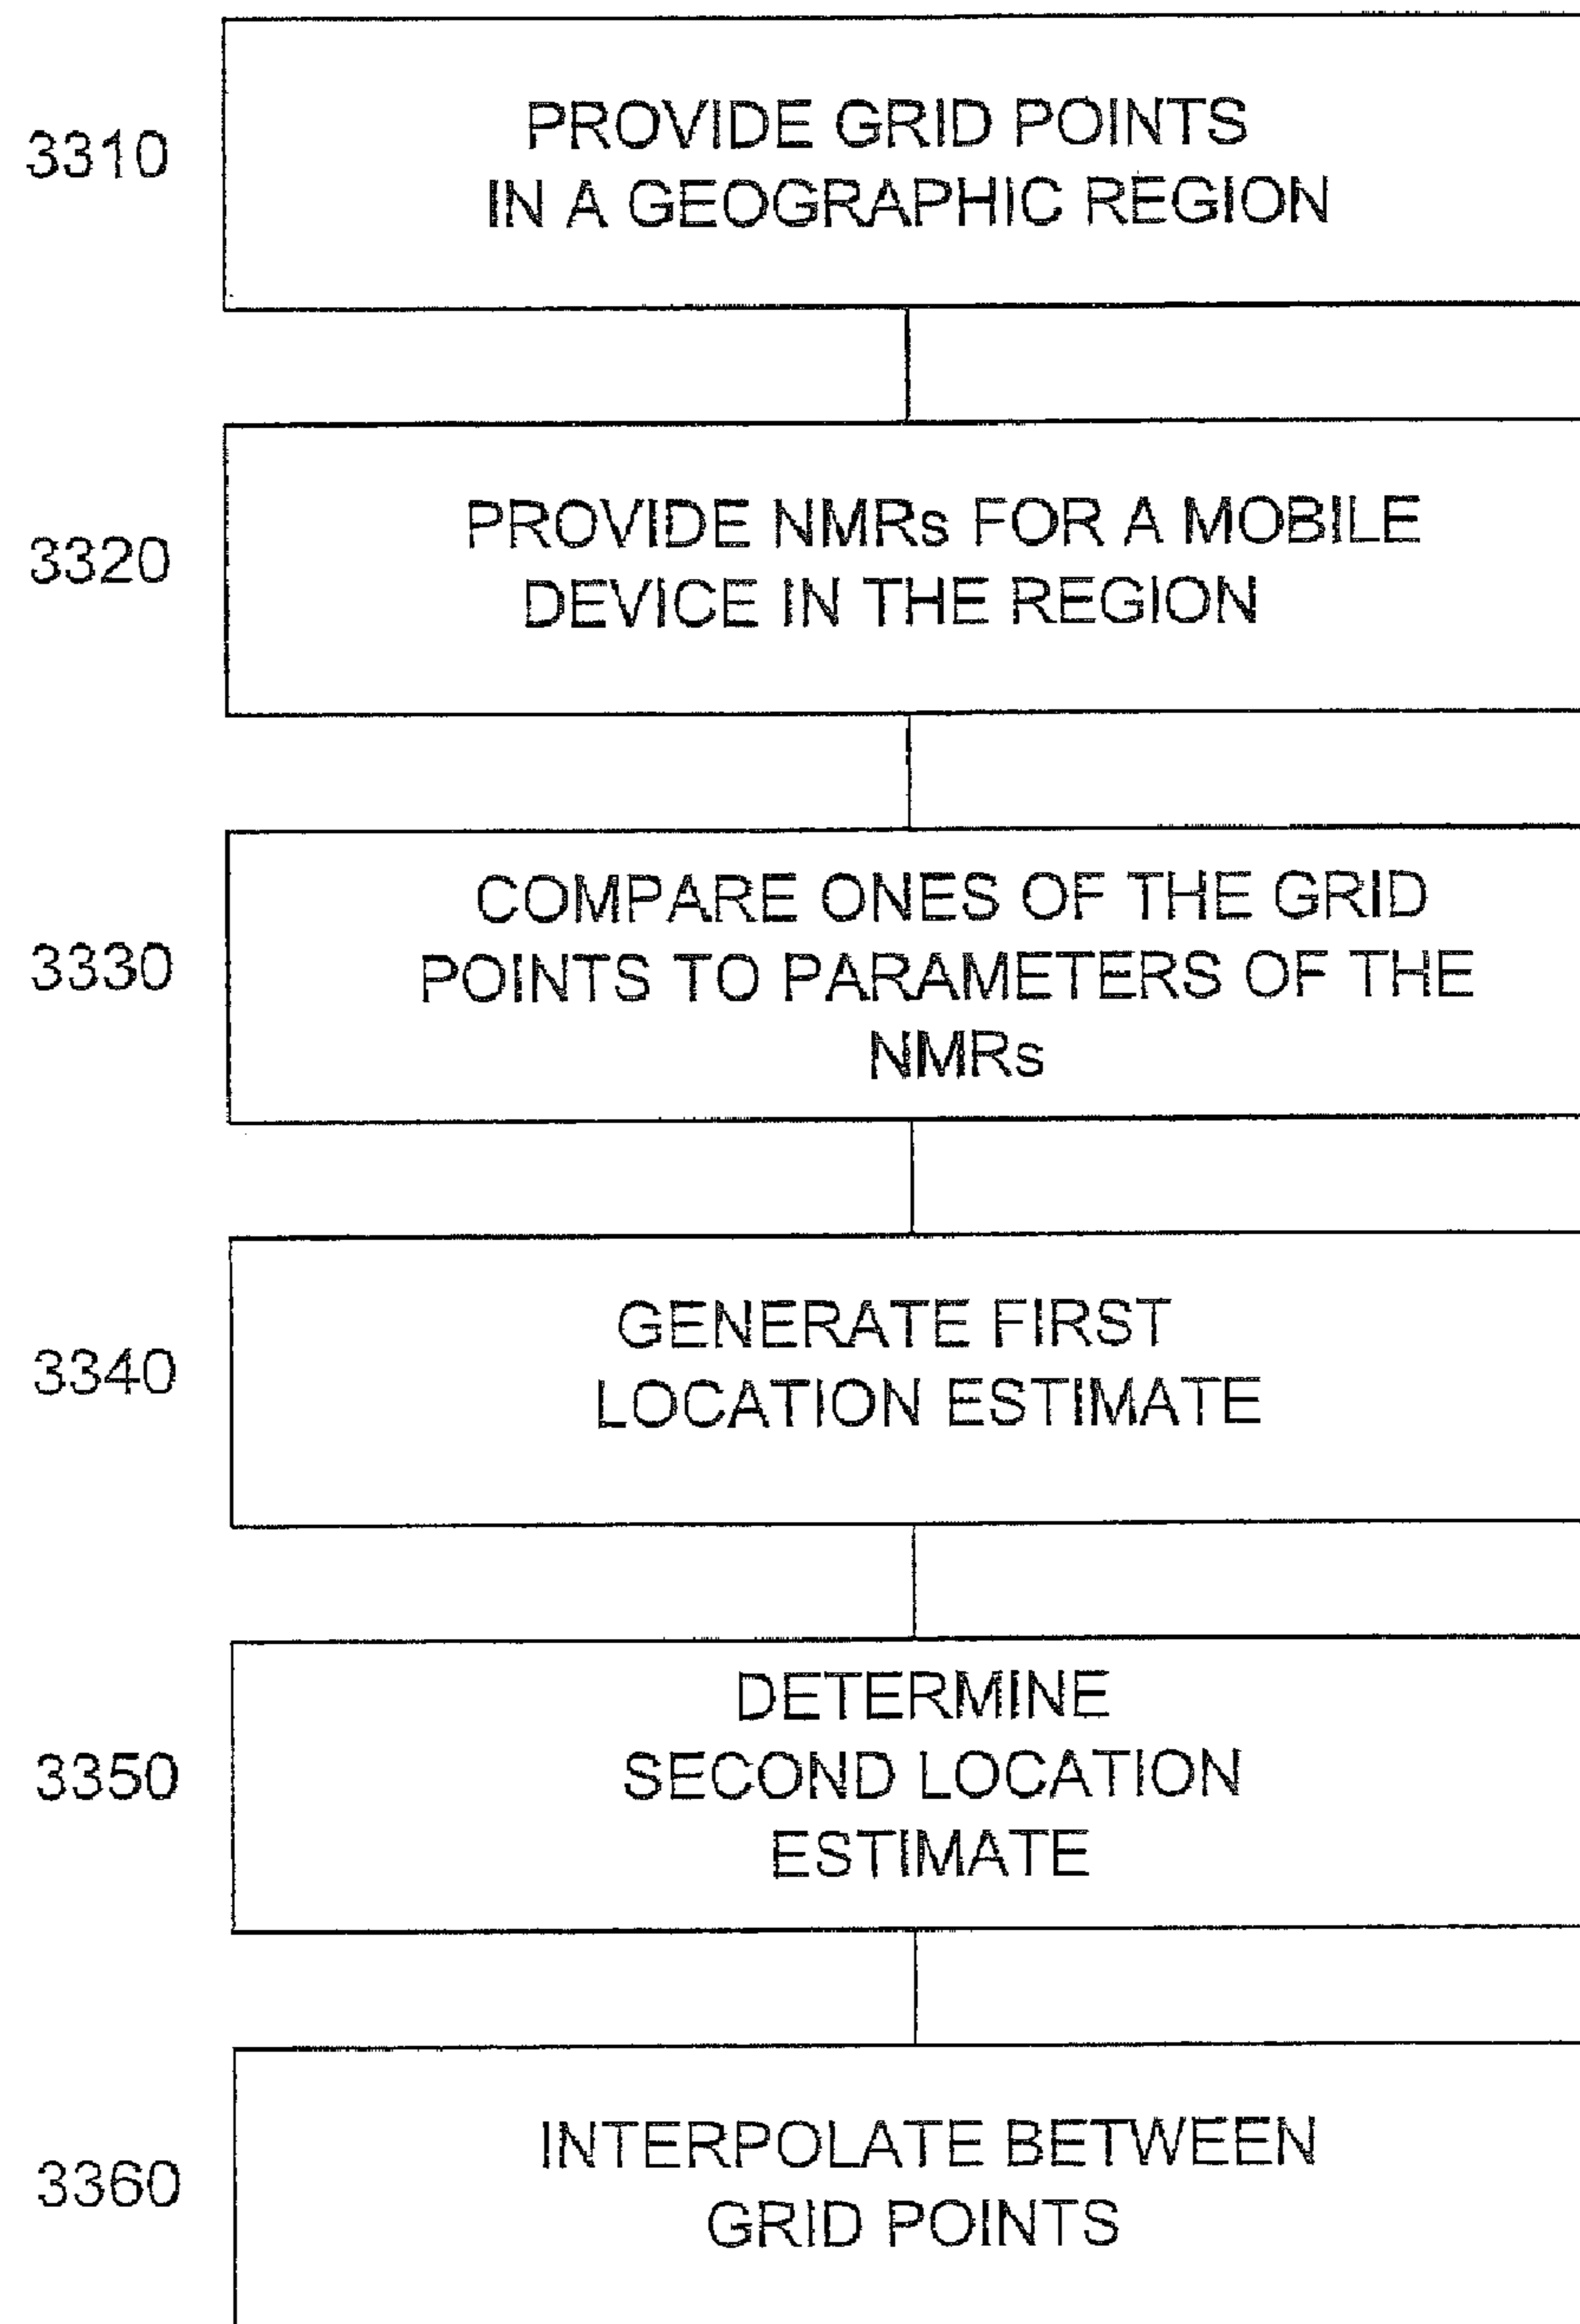 3310
PROVIDE GRID POINTS
IN A GEOGRAPHIC REGION
3320
PROVIDE NMRs FOR A MOBILE
DEVICE IN THE REGION
3330
COMPARE ONES OF THE GRID
POINTS TO PARAMETERS OF THE
NMRs
3340
GENERATE FIRST
LOCATION ESTIMATE
3350
DETERMINE
SECOND LOCATION
ESTIMATE
3360
INTERPOLATE BETWEEN
GRID POINTS